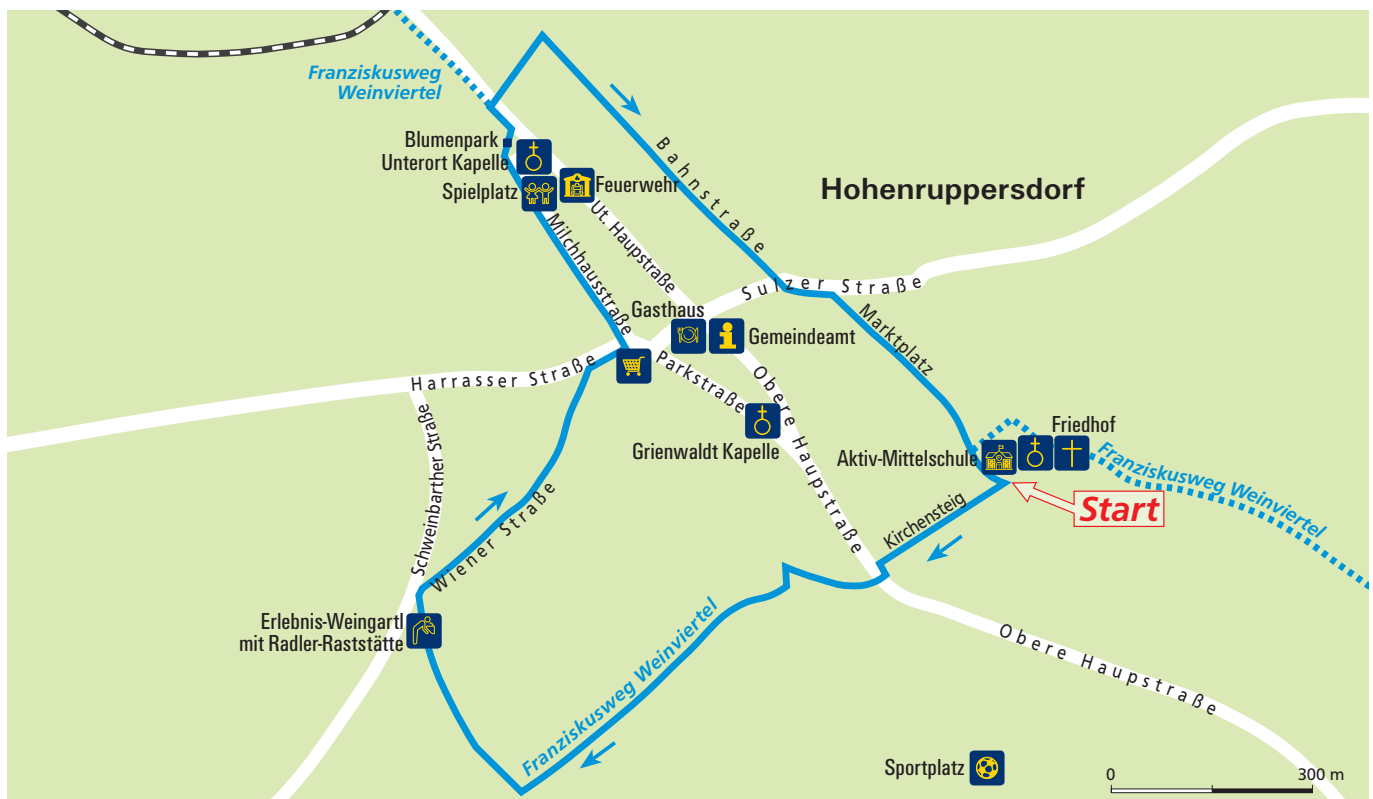 Franziskusweg
Weinviertel
Blumenpark
Unterort Kapelle
Spielplatz
Feuerwehr
Bahnstraße
Hohenruppersdorf
Ut. Haupstraße
Milchhausstraße
Sulzer Straße
Gasthaus
Gemeindeamt
Marktplatz
Harrasser Straße
Parkstraße
Obere Haupstraße
Schweinbarther Straße
Grienwaldt Kapelle
Friedhof
Aktiv-Mittelschule
Franziskusweg Weinviertel
Start
Kirchensteig
Wiener Straße
Erlebnis-Weingartl
mit Radler-Raststätte
Franziskusweg Weinviertel
Obere Haupstraße
Sportplatz
0 300 m